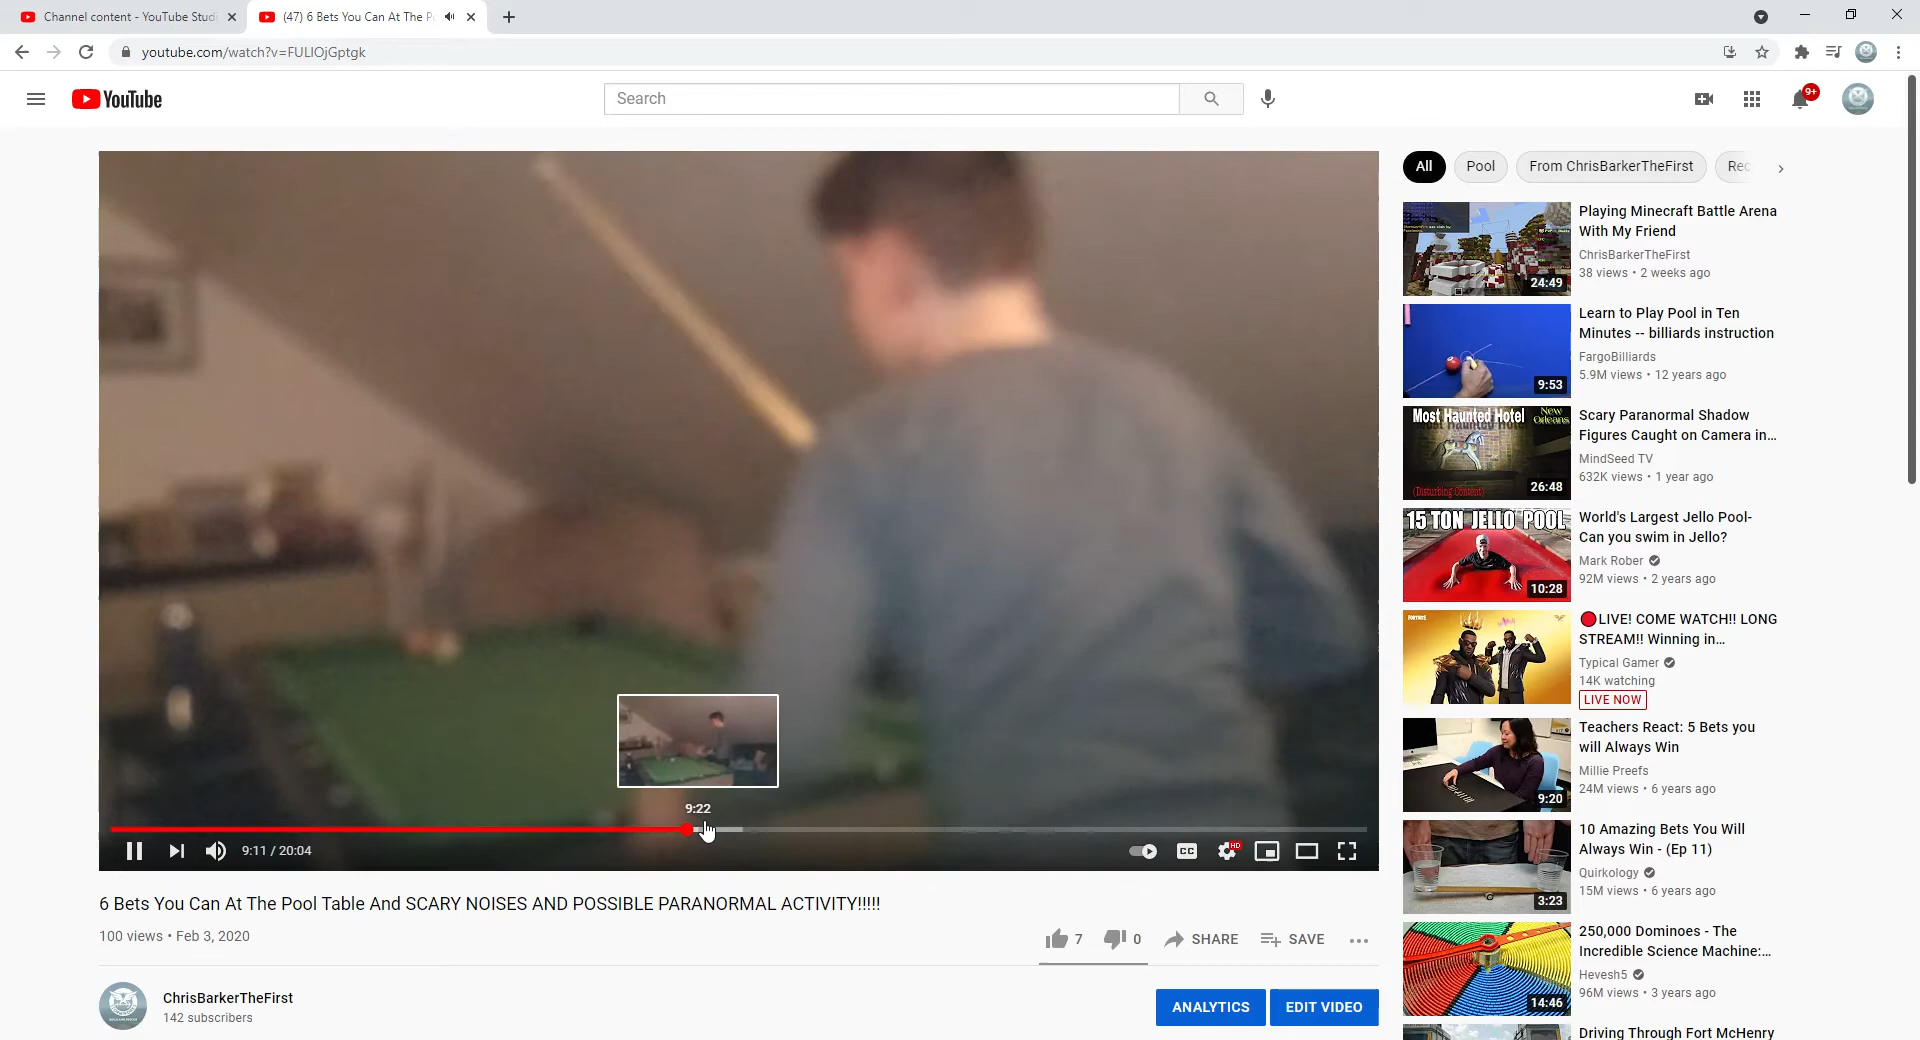 Channel content - YouTube Studi
(47) 6 Bets You Can At The P
youtube.com/watch?v=FULIOjGptgk
YouTube
Search
9+
9:22
9:11 / 20:04
CC
HD
6 Bets You Can At The Pool Table And SCARY NOISES AND POSSIBLE PARANORMAL ACTIVITY!!!!!
100 views • Feb 3, 2020
7
0
SHARE
SAVE
ChrisBarkerTheFirst
142 subscribers
ANALYTICS
EDIT VIDEO
All
Pool
From ChrisBarkerTheFirst
Rec
24:49
Playing Minecraft Battle Arena
With My Friend
ChrisBarkerTheFirst
38 views • 2 weeks ago
9:53
Learn to Play Pool in Ten
Minutes -- billiards instruction
FargoBilliards
5.9M views • 12 years ago
Most Haunted Hotel
New Orleans
(Disturbing Content)
26:48
Scary Paranormal Shadow
Figures Caught on Camera in...
MindSeed TV
632K views • 1 year ago
15 TON JELLO POOL
10:28
World's Largest Jello Pool-
Can you swim in Jello?
Mark Rober
92M views • 2 years ago
FORTNITE
LIVE! COME WATCH!! LONG
STREAM!! Winning in...
Typical Gamer
14K watching
LIVE NOW
9:20
Teachers React: 5 Bets you
will Always Win
Millie Preefs
24M views • 6 years ago
3:23
10 Amazing Bets You Will
Always Win - (Ep 11)
Quirkology
15M views • 6 years ago
14:46
250,000 Dominoes - The
Incredible Science Machine:...
Hevesh5
96M views • 3 years ago
Driving Through Fort McHenry